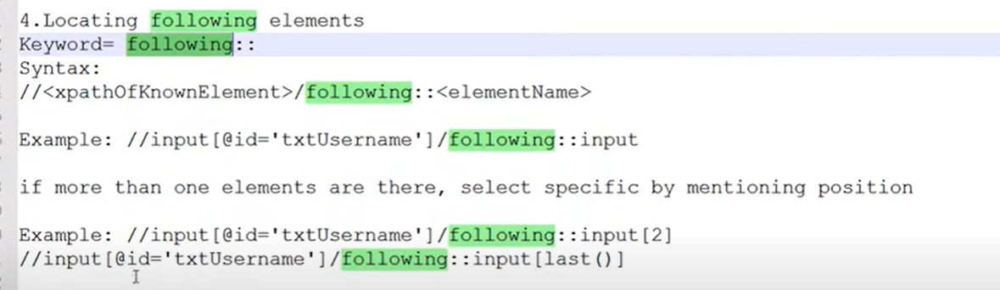 4.Locating following elements
Keyword= following::
Syntax:
//<xpathOfKnownElement>/following::<elementName>
Example: //input[@id='txtUsername']/following::input
if more than one elements are there, select specific by mentioning position
Example: //input[@id='txtUsername']/following::input[2]
//input[@id='txtUsername']/following::input[last()]